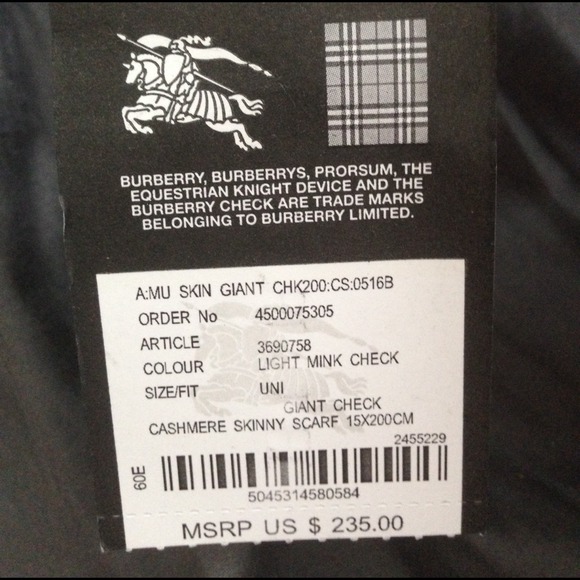 BURBERRY, BURBERRYS, PRORSUM, THE
EQUESTRIAN KNIGHT DEVICE AND THE
BURBERRY CHECK ARE TRADE MARKS
BELONGING TO BURBERRY LIMITED.
A:MU SKIN GIANT CHK200:CS:0516B
ORDER No 4500075305
ARTICLE 3690758
COLOUR LIGHT MINK CHECK
SIZE/FIT UNI
GIANT CHECK
CASHMERE SKINNY SCARF 15X200CM
2455229
60E
5045314580584
MSRP US $ 235.00